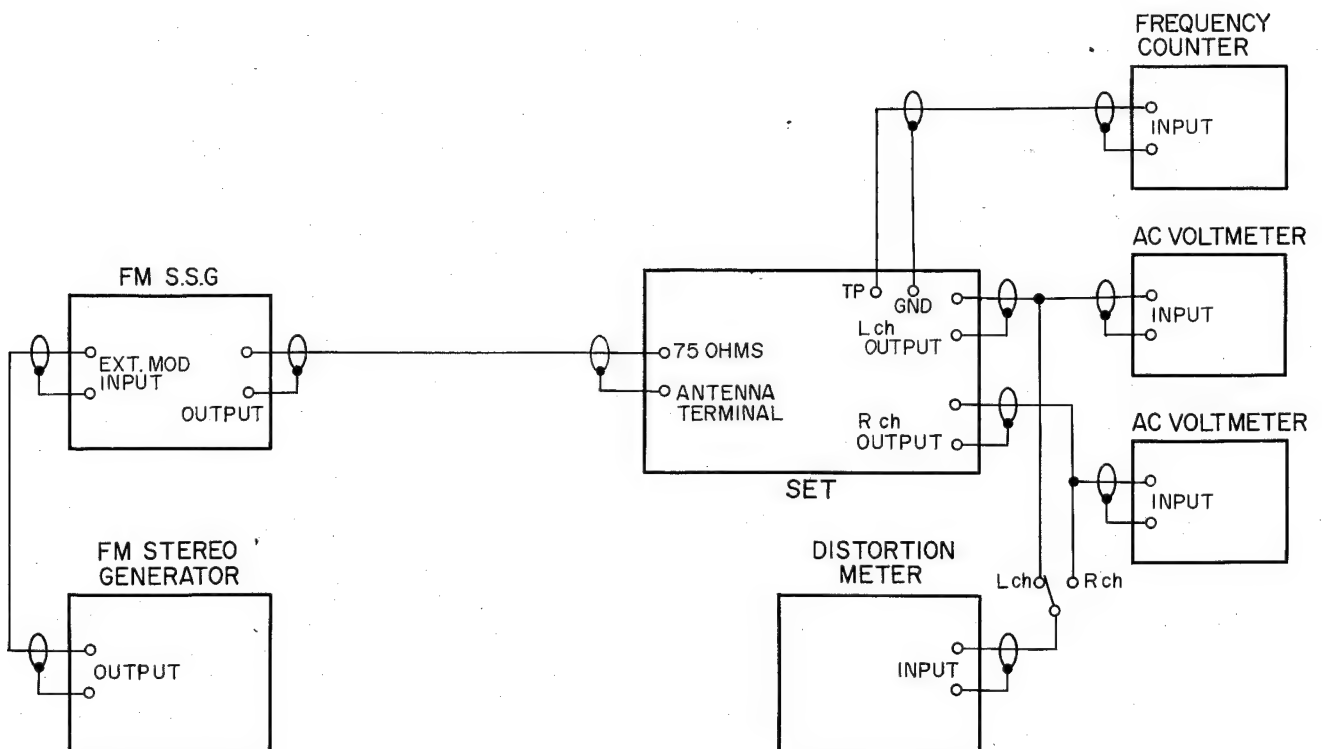 FREQUENCY
COUNTER
INPUT
AC VOLTMETER
INPUT
FM S.S.G
EXT. MOD
INPUT
OUTPUT
75 OHMS
ANTENNA
TERMINAL
TP
GND
L ch
OUTPUT
R ch
OUTPUT
SET
AC VOLTMETER
INPUT
FM STEREO
GENERATOR
OUTPUT
DISTORTION
METER
L ch
R ch
INPUT